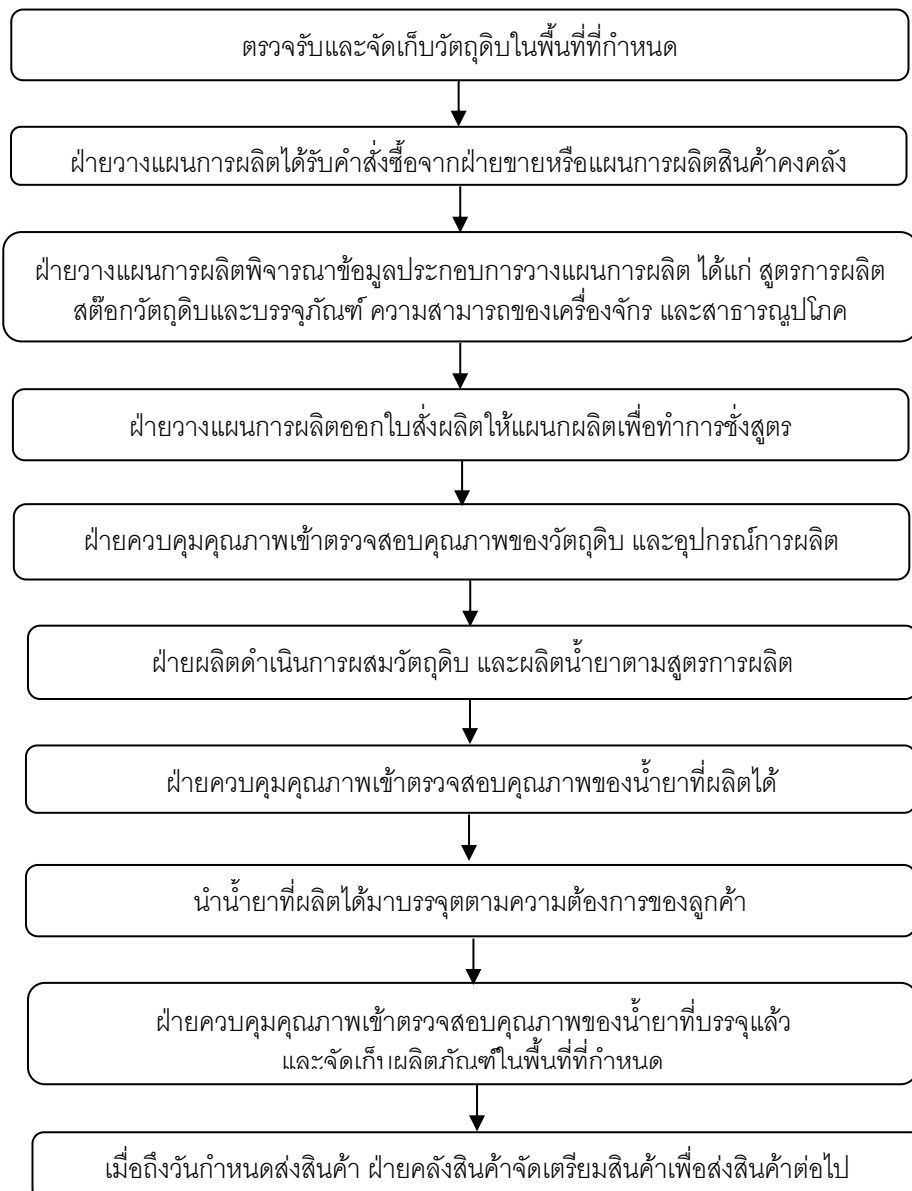 ตรวจรับและจัดเก็บวัตถุดิบในพื้นที่ที่กำหนด
ฝ่ายวางแผนการผลิตได้รับคำสั่งซื้อจากฝ่ายขายหรือแผนการผลิตสินค้าคงคลัง
ฝ่ายวางแผนการผลิตพิจารณาข้อมูลประกอบการวางแผนการผลิต ได้แก่ สูตรการผลิต
สต๊อกวัตถุดิบและบรรจุภัณฑ์ ความสามารถของเครื่องจักร และสาธารณูปโภค
ฝ่ายวางแผนการผลิตออกใบสั่งผลิตให้แผนกผลิตเพื่อทำการชั่งสูตร
ฝ่ายควบคุมคุณภาพเข้าตรวจสอบคุณภาพของวัตถุดิบ และอุปกรณ์การผลิต
ฝ่ายผลิตดำเนินการผสมวัตถุดิบ และผลิตน้ำยาตามสูตรการผลิต
ฝ่ายควบคุมคุณภาพเข้าตรวจสอบคุณภาพของน้ำยาที่ผลิตได้
นำน้ำยาที่ผลิตได้มาบรรจุตตามความต้องการของลูกค้า
ฝ่ายควบคุมคุณภาพเข้าตรวจสอบคุณภาพของน้ำยาที่บรรจุแล้ว
และจัดเก็บผลิตภัณฑ์ในพื้นที่ที่กำหนด
เมื่อถึงวันกำหนดส่งสินค้า ฝ่ายคลังสินค้าจัดเตรียมสินค้าเพื่อส่งสินค้าต่อไป